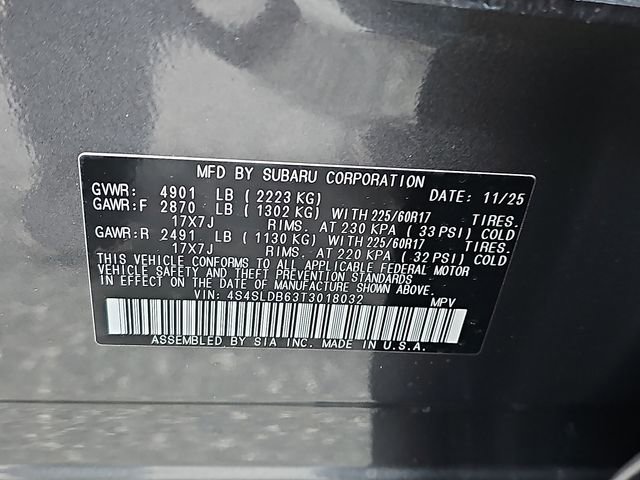 MFD BY SUBARU CORPORATION
GVWR: 4901 LB ( 2223 KG) DATE: 11/25
GAWR:F 2870 LB ( 1302 KG) WITH 225/60R17 TIRES.
17X7J RIMS. AT 230 KPA ( 33 PSI) COLD
GAWR:R 2491 LB ( 1130 KG) WITH 225/60R17 TIRES.
17X7J RIMS. AT 220 KPA ( 32 PSI) COLD
THIS VEHICLE CONFORMS TO ALL APPLICABLE FEDERAL MOTOR
VEHICLE SAFETY AND THEFT PREVENTION STANDARDS
IN EFFECT ON THE DATE OF MANUFACTURE SHOWN ABOVE.
VIN: 4S4SLDB63T3018032 MPV
ASSEMBLED BY SIA INC. MADE IN U.S.A.